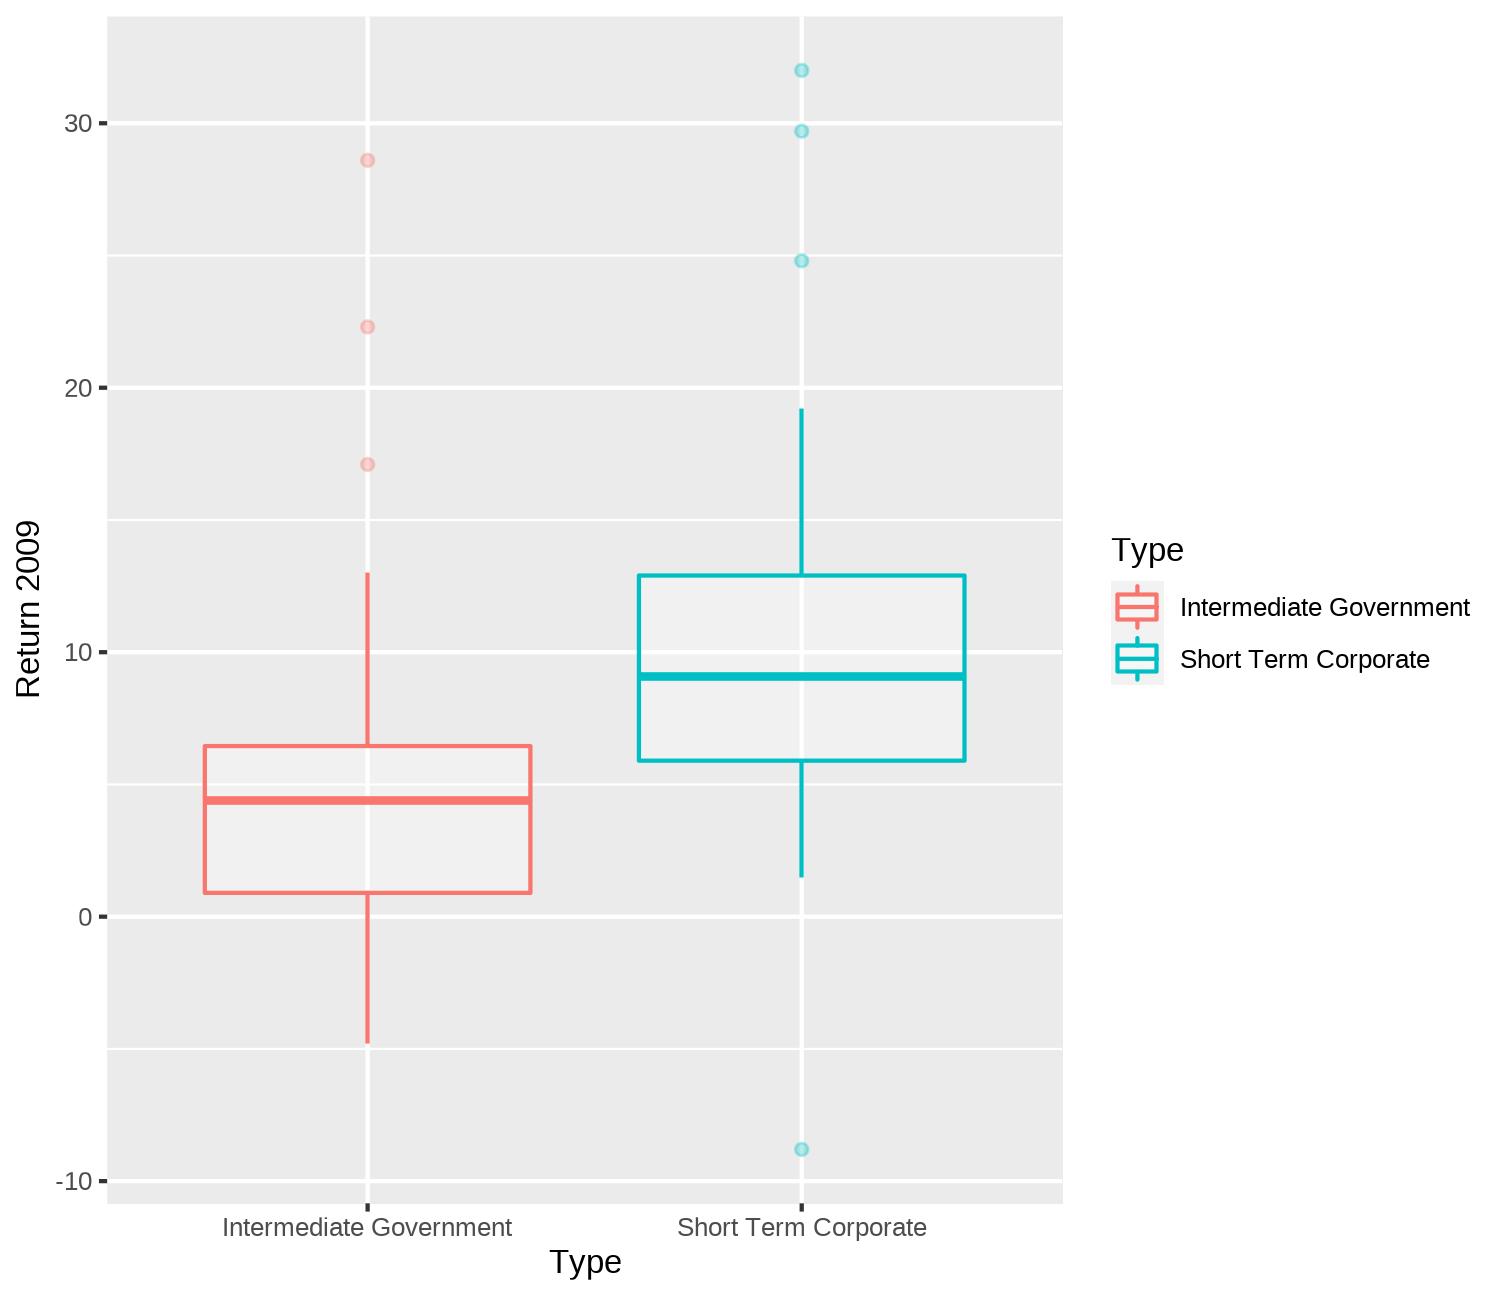 30
20
10
0
-10
Return 2009
Intermediate Government
Short Term Corporate
Type
Type
Intermediate Government
Short Term Corporate